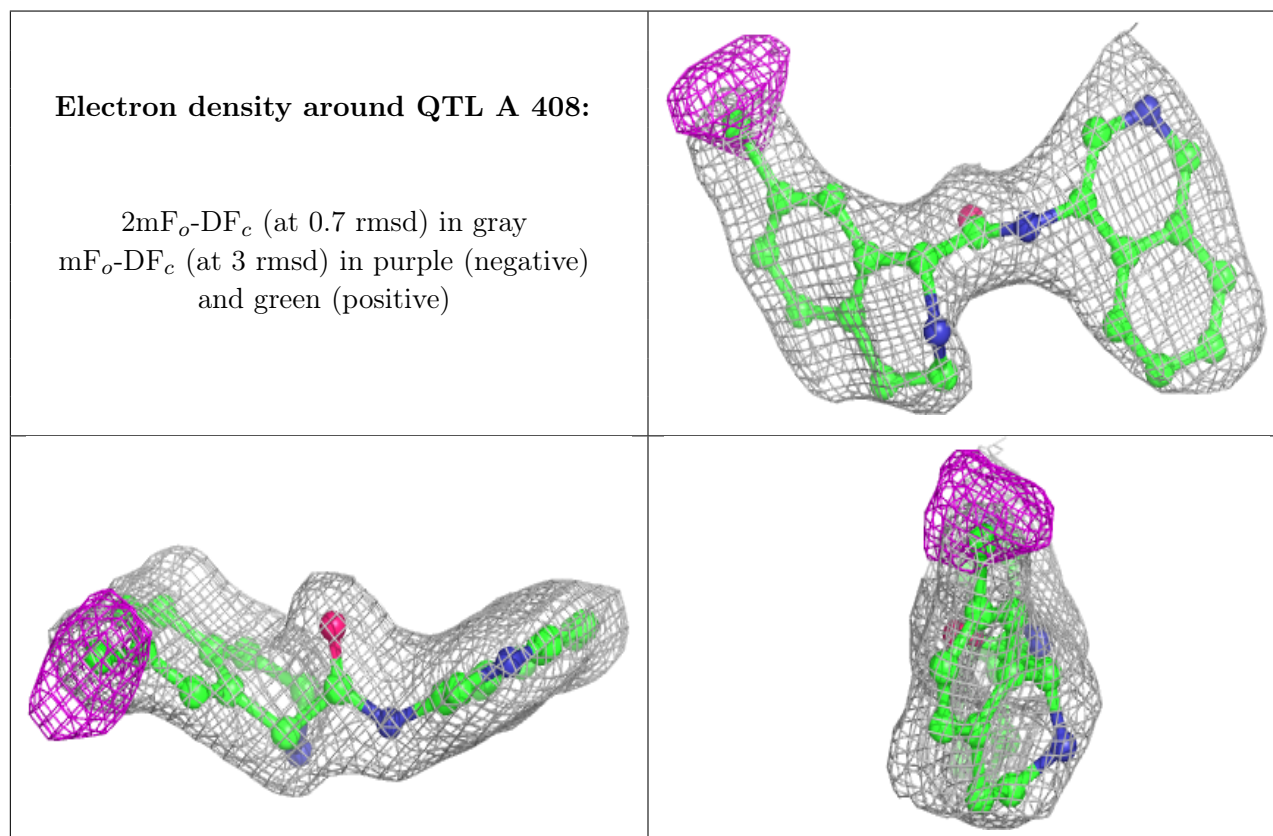 Electron density around QTL A 408:
2mFo-DFc (at 0.7 rmsd) in gray
mFo-DFc (at 3 rmsd) in purple (negative)
and green (positive)